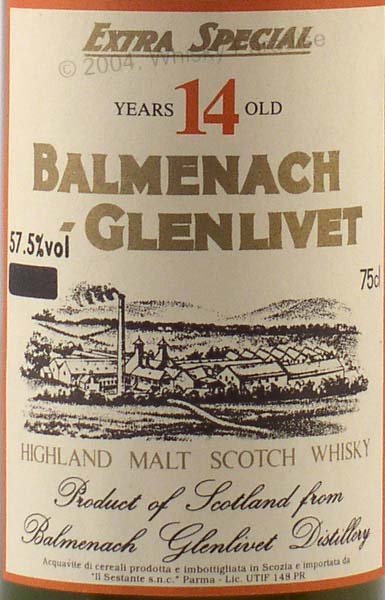 EXTRA SPECIAL
© 2004, Whisky
YEARS 14 OLD
BALMENACH
-GLENLIVET
57.5%vol
75cl
HIGHLAND MALT SCOTCH WHISKY
Product of Scotland from
Balmenach Glenlivet Distillery
Acquavite di cereali prodotta e imbottigliata in Scozia e importata da
"Il Sestante s.n.c." Parma - Lic. UTIF 148 PR